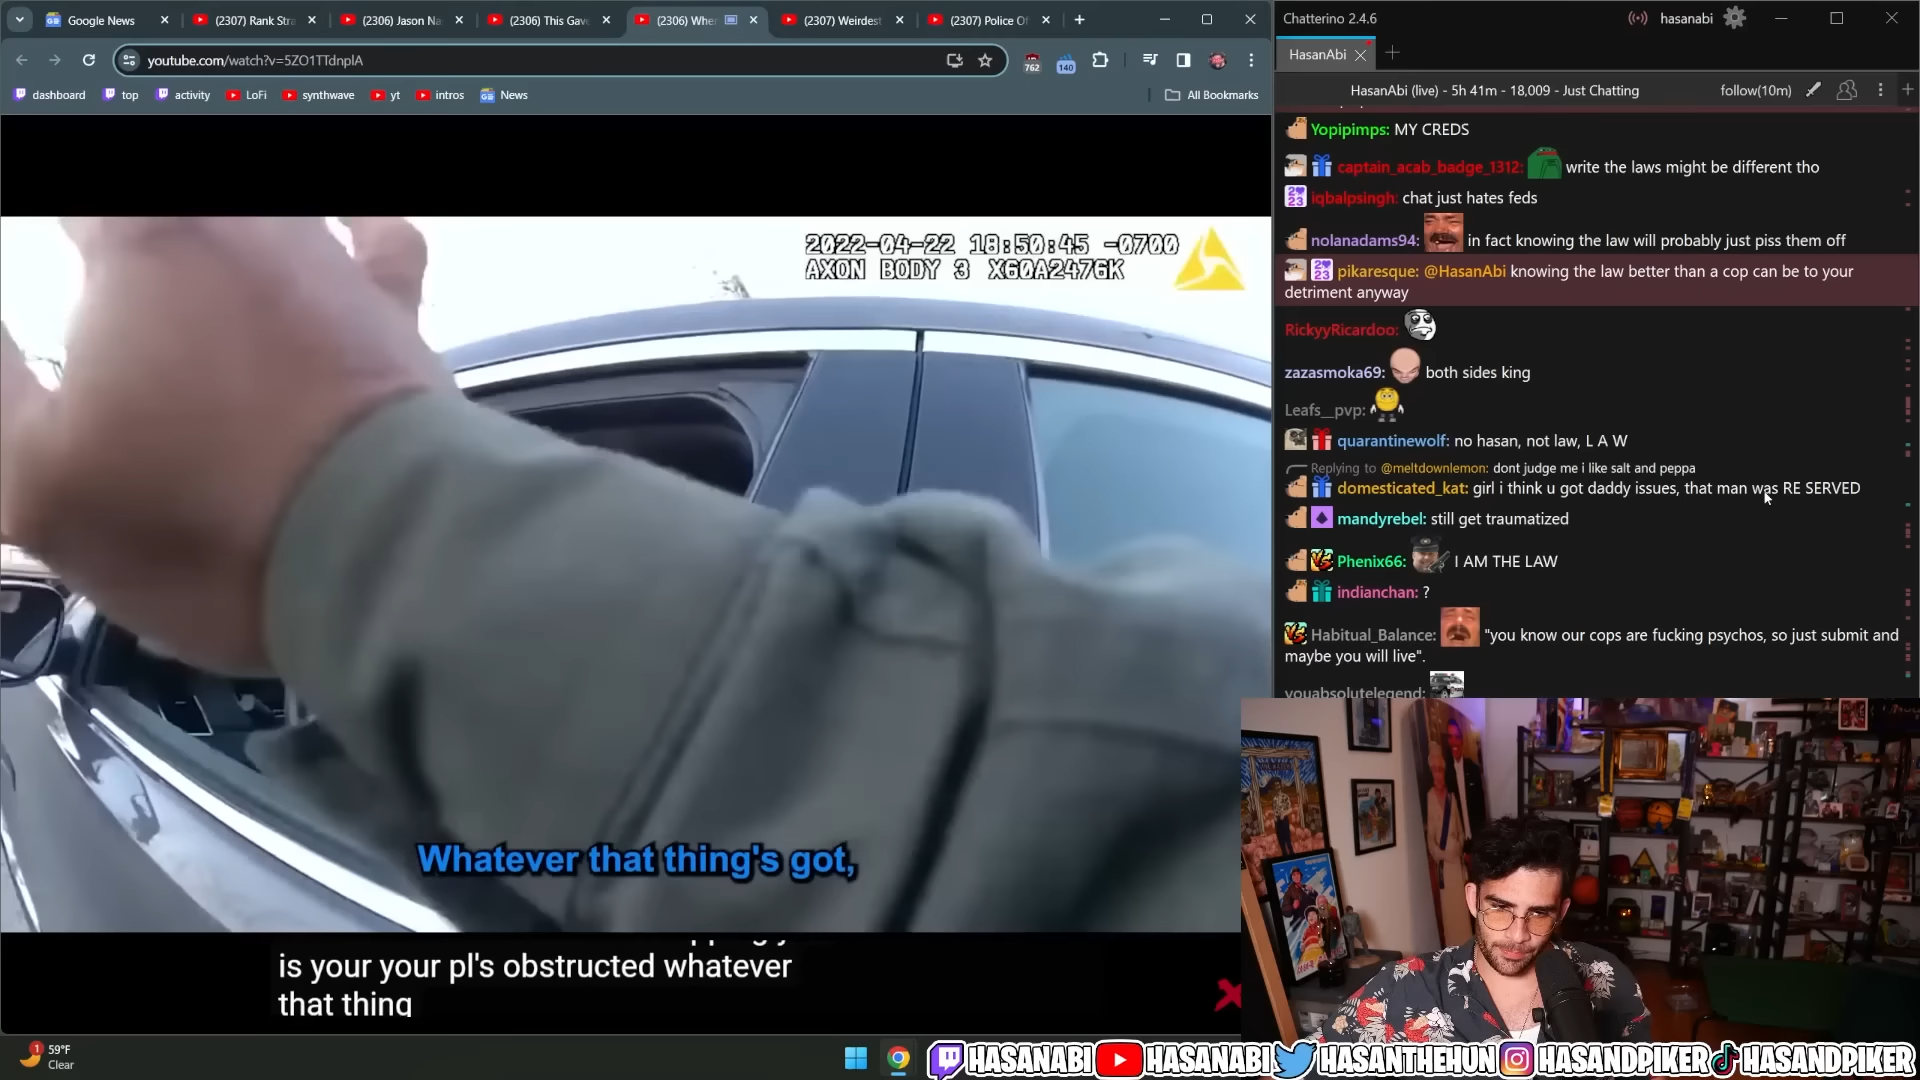 Google News
(2307) Rank Stra
(2306) Jason Na
(2306) This Gav
(2306) Wher
(2307) Weirdest
(2307) Police Of
youtube.com/watch?v=5ZO1TTdnplA
762
140
dashboard
top
activity
LoFi
synthwave
yt
intros
News
All Bookmarks
2022-04-22 18:50:45 -0700
AXON BODY 3 X60A2476K
Whatever that thing's got,
is your your pl's obstructed whatever
that thing
Chatterino 2.4.6
hasanabi
HasanAbi
HasanAbi (live) - 5h 41m - 18,009 - Just Chatting
follow(10m)
Yopipimps: MY CREDS
captain_acab_badge_1312: write the laws might be different tho
iqbalpsingh: chat just hates feds
nolanadams94: in fact knowing the law will probably just piss them off
pikaresque: @HasanAbi knowing the law better than a cop can be to your
detriment anyway
RickyyRicardoo:
zazasmoka69: both sides king
Leafs__pvp:
quarantinewolf: no hasan, not law, L A W
Replying to @meltdownlemon: dont judge me i like salt and peppa
domesticated_kat: girl i think u got daddy issues, that man was RE SERVED
mandyrebel: still get traumatized
Phenix66: I AM THE LAW
indianchan: ?
Habitual_Balance: "you know our cops are fucking psychos, so just submit and
maybe you will live".
youabsolutelegend:
1
59°F
Clear
HASANABI
HASANABI
HASANTHEHUN
HASANDPIKER
HASANDPIKER